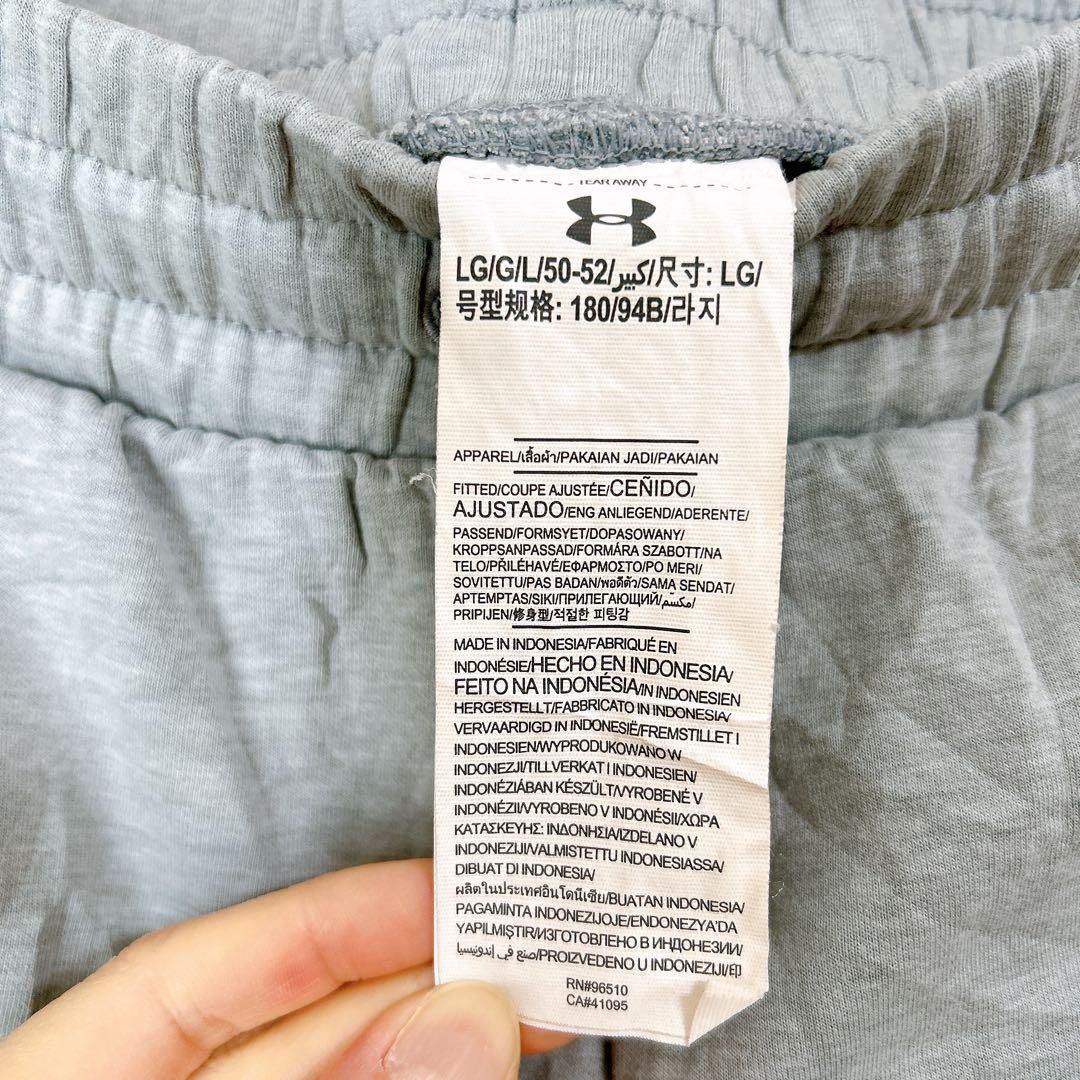 TEAR AWAY
LG/G/L/50-52/كبير/尺寸: LG/
号型规格: 180/94B/라지
APPAREL/เสื้อผ้า/PAKAIAN JADI/PAKAIAN
FITTED/COUPE AJUSTÉE/CEÑIDO/
AJUSTADO/ENG ANLIEGEND/ADERENTE/
PASSEND/FORMSYET/DOPASOWANY/
KROPPSANPASSAD/FORMÁRA SZABOTT/NA
TELO/PŘILÉHAVÉ/ΕΦΑΡΜΟΣΤΟ/PO MERI/
SOVITETTU/PAS BADAN/พอดีตัว/SAMA SENDAT/
APTEMPTAS/SIKI/ПРИЛЕГАЮЩИЙ/مكسّم/
PRIPIJEN/修身型/적절한 피팅감
MADE IN INDONESIA/FABRIQUÉ EN
INDONÉSIE/HECHO EN INDONESIA/
FEITO NA INDONÉSIA/IN INDONESIEN
HERGESTELLT/FABBRICATO IN INDONESIA/
VERVAARDIGD IN INDONESIË/FREMSTILLET I
INDONESIEN/WYPRODUKOWANO W
INDONEZJI/TILLVERKAT I INDONESIEN/
INDONÉZIÁBAN KÉSZÜLT/VYROBENÉ V
INDONÉZII/VYROBENO V INDONÉSII/ΧΩΡΑ
ΚΑΤΑΣΚΕΥΗΣ: ΙΝΔΟΝΗΣΙΑ/IZDELANO V
INDONEZIJI/VALMISTETTU INDONESIASSA/
DIBUAT DI INDONESIA/
ผลิตในประเทศอินโดนีเซีย/BUATAN INDONESIA/
PAGAMINTA INDONEZIJOJE/ENDONEZYA'DA
YAPILMIŞTIR/ИЗГОТОВЛЕНО В ИНДОНЕЗИИ/
صنع في إندونيسيا/PROIZVEDENO U INDONEZIJI/印
RN#96510
CA#41095